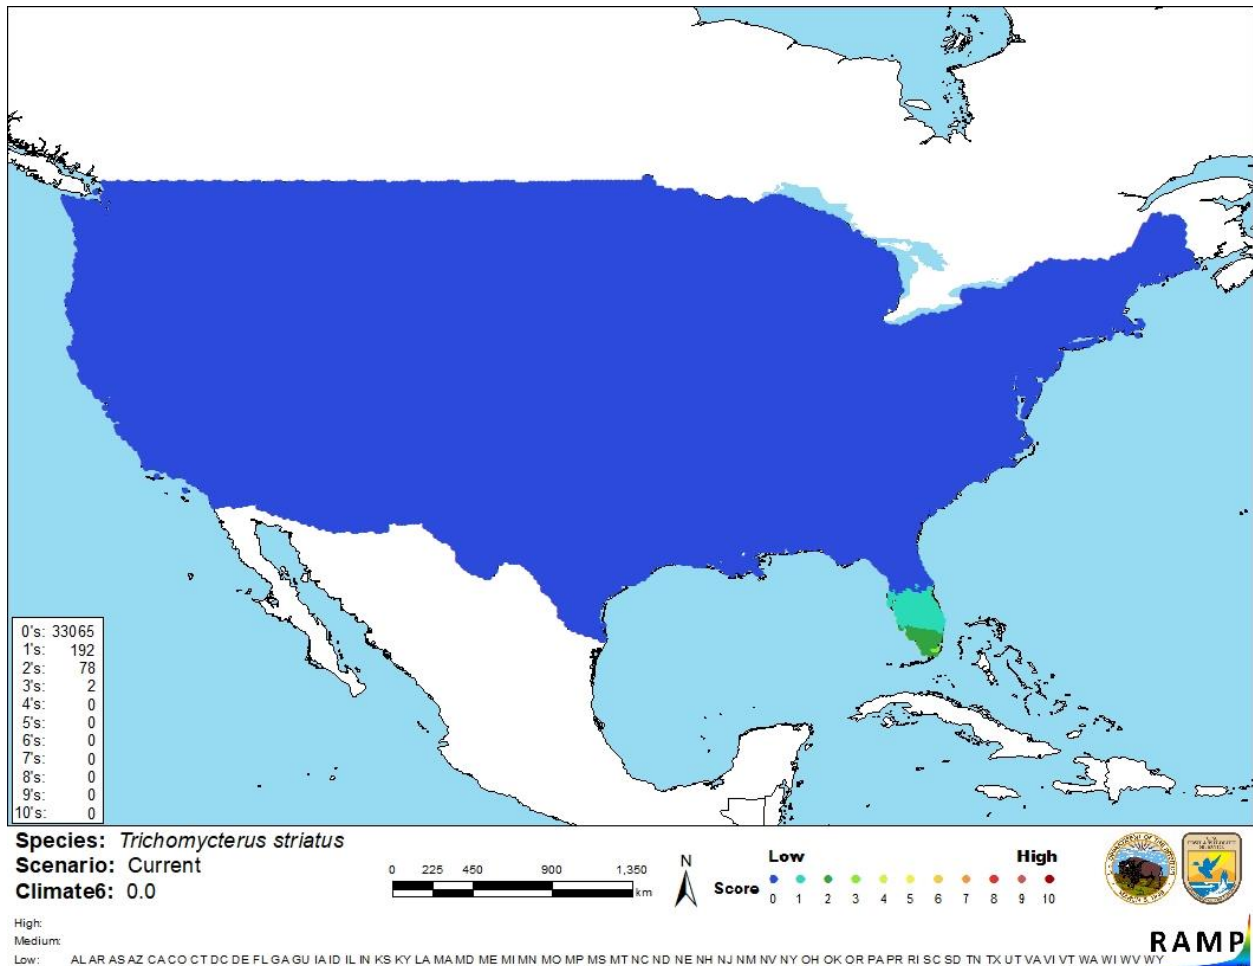 0's: 33065
1's: 192
2's: 78
3's: 2
4's: 0
5's: 0
6's: 0
7's: 0
8's: 0
9's: 0
10's: 0
Species: Trichomycterus striatus
Scenario: Current
Climate6: 0.0
0 225 450 900 1,350
km
N
Low High
Score
0 1 2 3 4 5 6 7 8 9 10
RAMP
High:
Medium:
Low: AL AR AS AZ CA CO CT DC DE FL GA GU IA ID IL IN KS KY LA MA MD ME MI MN MO MP MS MT NC ND NE NH NJ NM NV NY OH OK OR PA PR RI SC SD TN TX UT VA VI VT WA WI WV WY